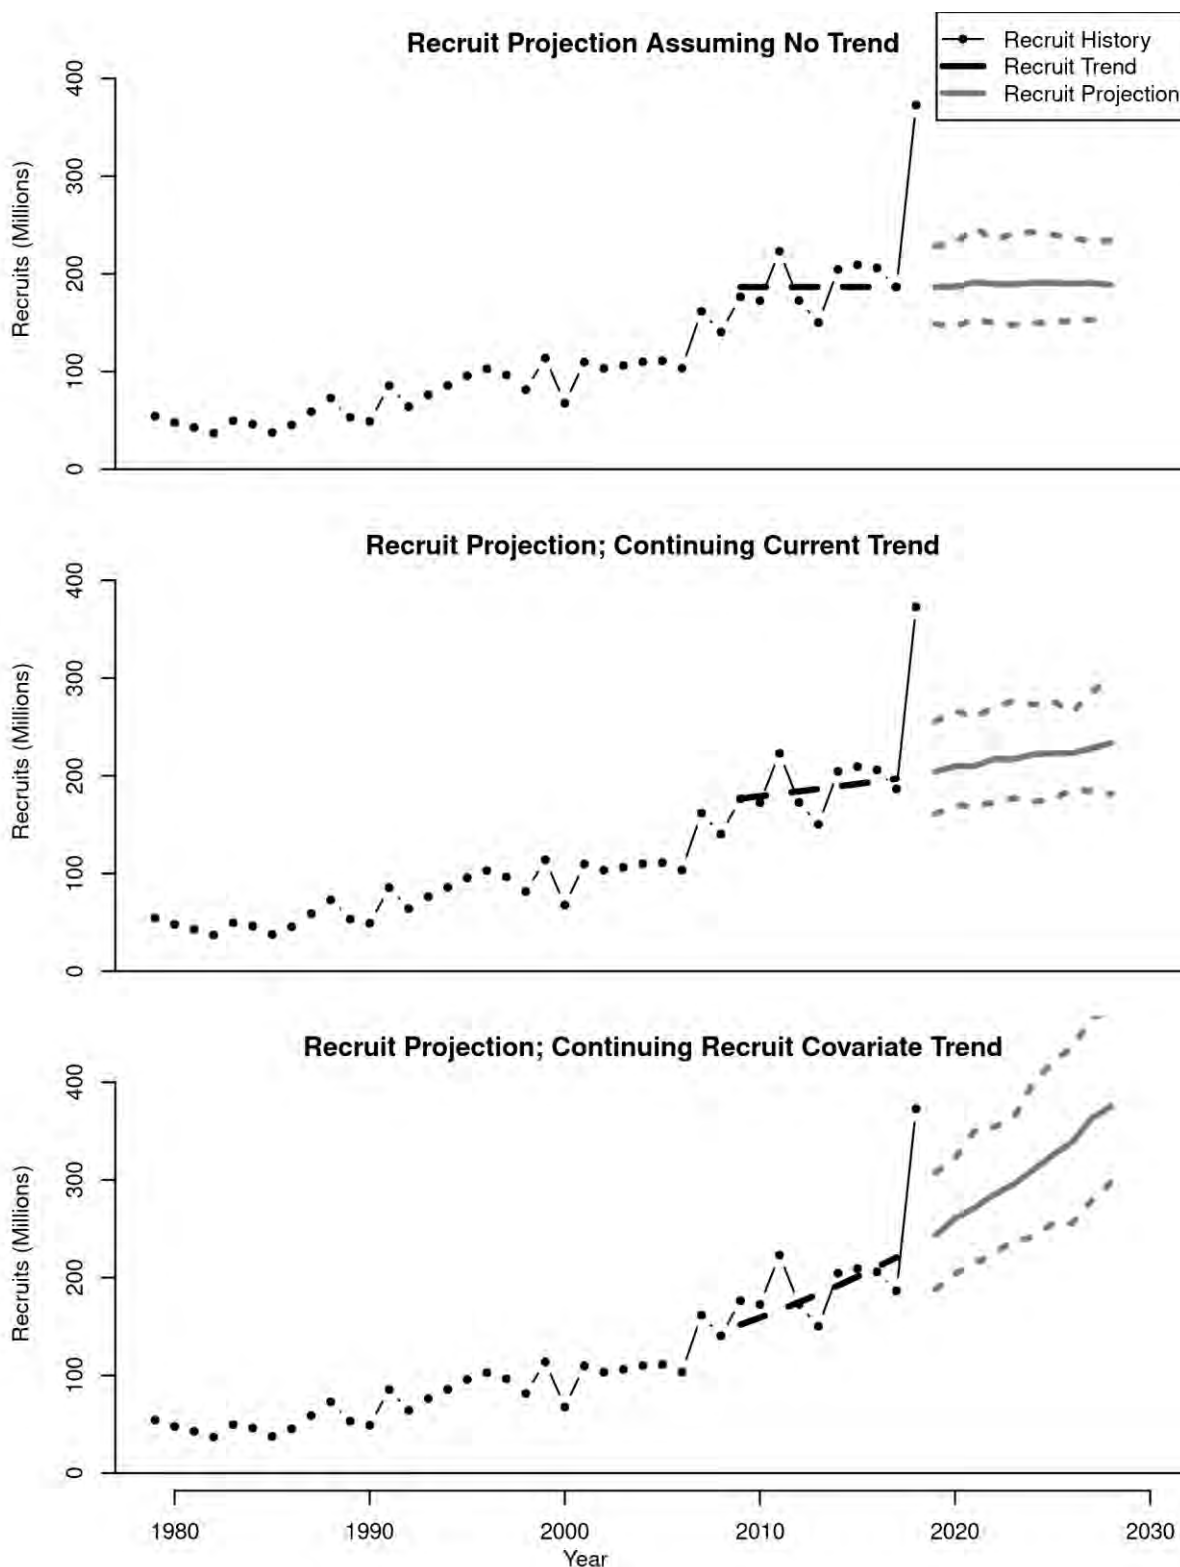 Recruit Projection Assuming No Trend
Recruit History
Recruit Trend
Recruit Projection
Recruits (Millions)
400
300
200
100
0
Recruit Projection; Continuing Current Trend
Recruits (Millions)
400
300
200
100
0
Recruit Projection; Continuing Recruit Covariate Trend
Recruits (Millions)
400
300
200
100
0
1980 1990 2000 2010 2020 2030
Year